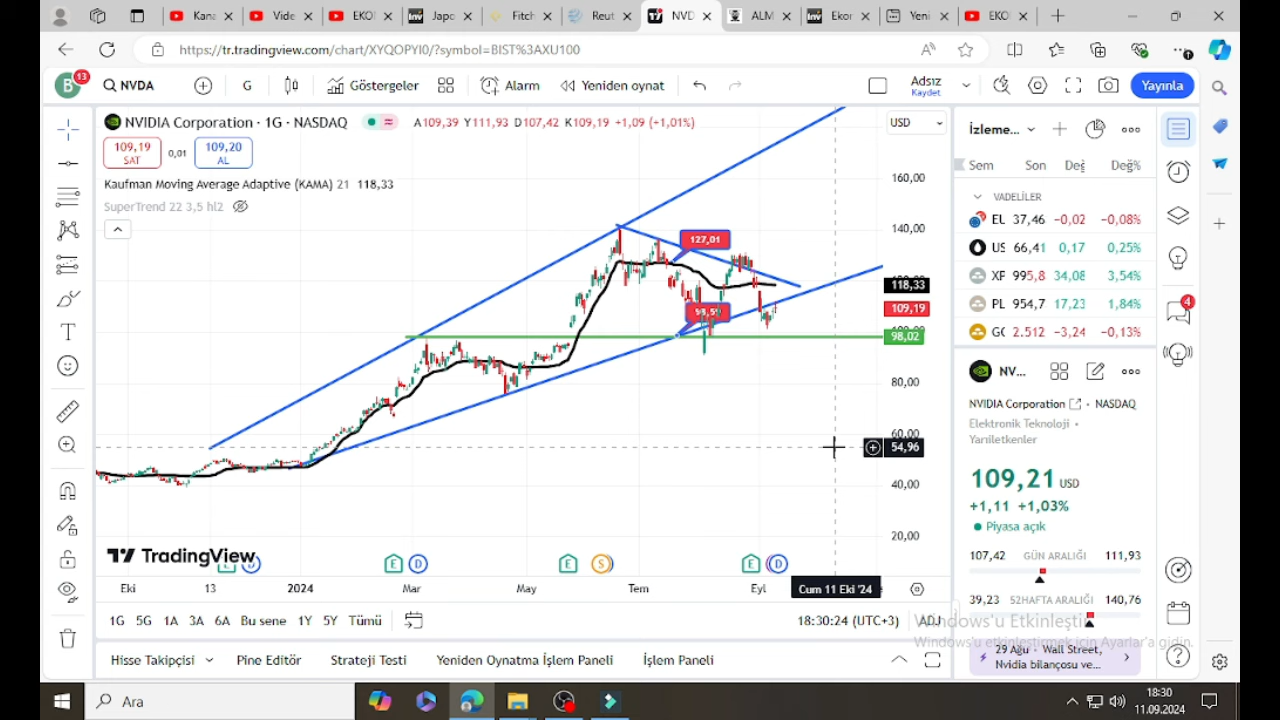 Kana
Vide
EKO
Japo
Fitch
Reut
NVD
ALM
Ekor
Yeni
EKO
https://tr.tradingview.com/chart/XYQOPYI0/?symbol=BIST%3AXU100
B
13
NVDA
G
Göstergeler
Alarm
Yeniden oynat
Adsız
Kaydet
Yayınla
NVIDIA Corporation · 1G · NASDAQ
A109,39 Y111,93 D107,42 K109,19 +1,09 (+1,01%)
USD
109,19
SAT
0,01
109,20
AL
Kaufman Moving Average Adaptive (KAMA) 21 118,33
SuperTrend 22 3,5 hl2
160,00
140,00
127,01
118,33
109,19
98,02
80,00
60,00
54,96
40,00
20,00
TradingView
E
D
E
S
E
D
Eki
13
2024
Mar
May
Tem
Eyl
Cum 11 Eki '24
1G 5G 1A 3A 6A Bu sene 1Y 5Y Tümü
18:30:24 (UTC+3)
ADJ
Hisse Takipçisi
Pine Editör
Strateji Testi
Yeniden Oynatma İşlem Paneli
İşlem Paneli
İzleme...
Sem Son Değ Değ%
VADELİLER
EU 37,46 -0,02 -0,08%
US 66,41 0,17 0,25%
XP 995,8 34,08 3,54%
PL 954,7 17,23 1,84%
GC 2.512 -3,24 -0,13%
4
NV...
NVIDIA Corporation · NASDAQ
Elektronik Teknoloji ·
Yarıiletkenler
109,21 USD
+1,11 +1,03%
Piyasa açık
107,42 GÜN ARALIĞI 111,93
39,23 52HAFTA ARALIĞI 140,76
Windows'u Etkinleştir
Windows'u etkinleştirmek için Ayarlar'a gidin.
29 Ağu · Wall Street,
Nvidia bilançosu ve...
Ara
18:30
11.09.2024